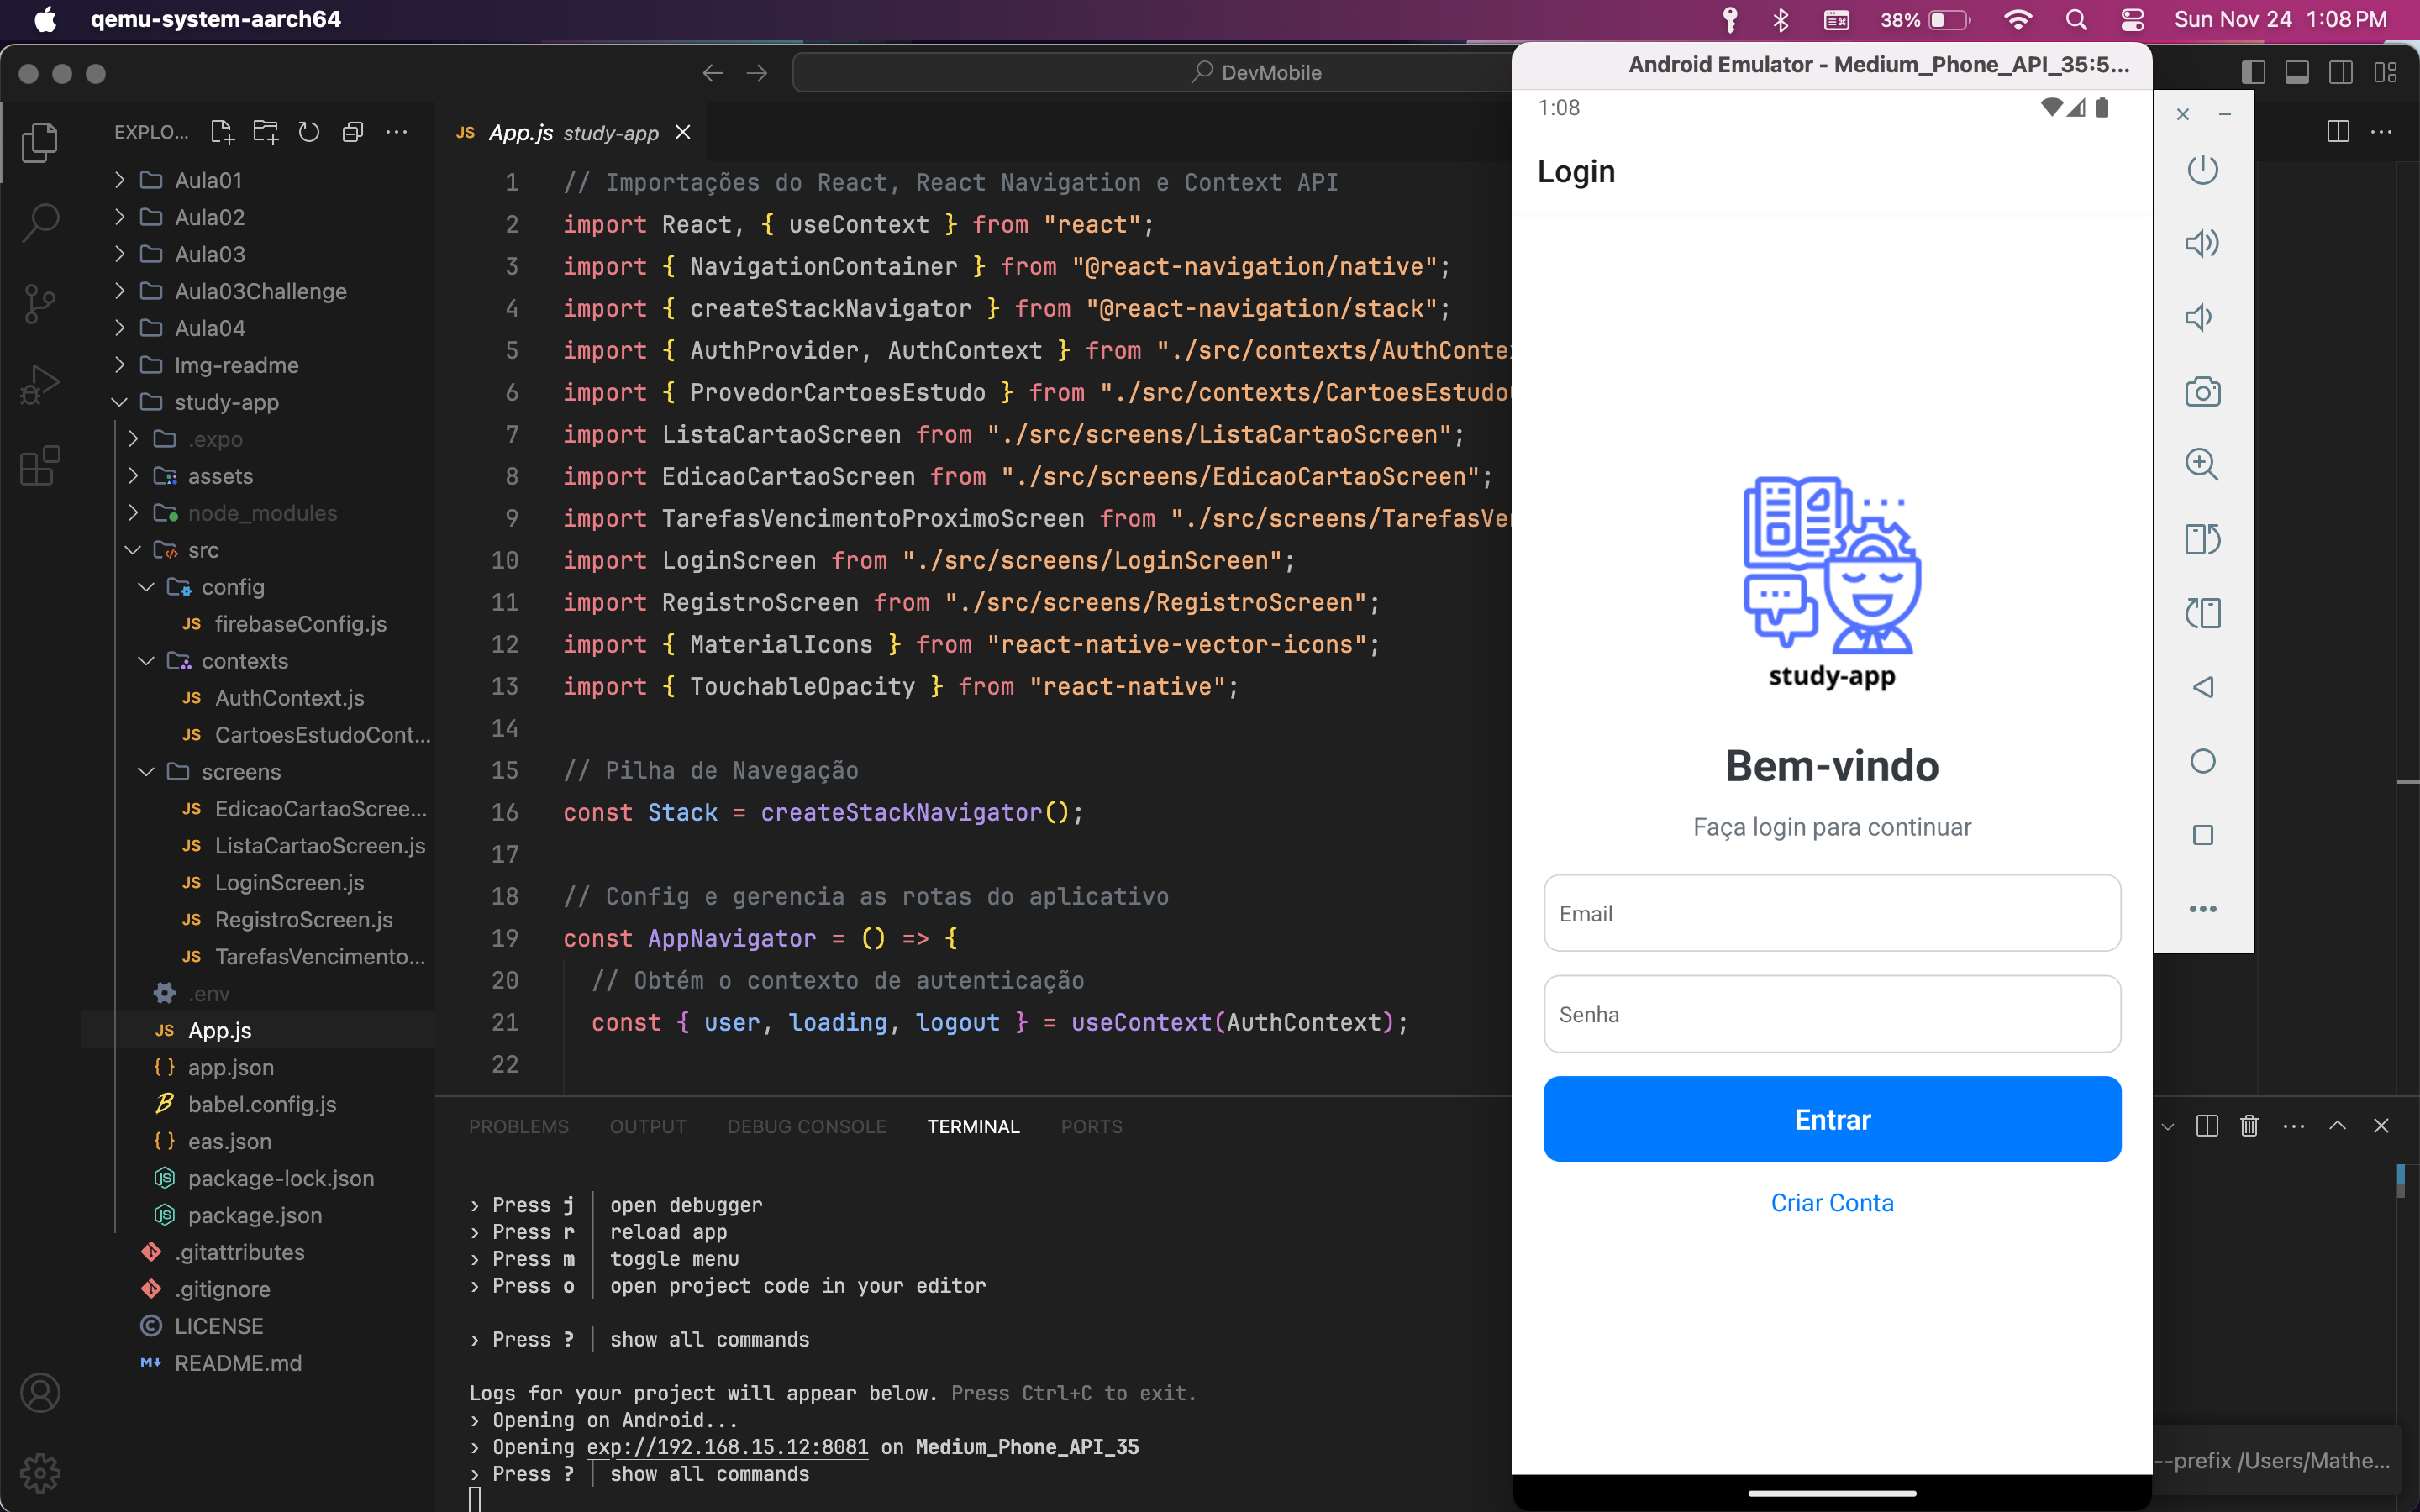 qemu-system-aarch64
38%
Sun Nov 24 1:08 PM
DevMobile
EXPLO...
Aula01
Aula02
Aula03
Aula03Challenge
Aula04
Img-readme
study-app
.expo
assets
node_modules
src
config
JS firebaseConfig.js
contexts
JS AuthContext.js
JS CartoesEstudoCont...
screens
JS EdicaoCartaoScree...
JS ListaCartaoScreen.js
JS LoginScreen.js
JS RegistroScreen.js
JS TarefasVencimento...
.env
JS App.js
{} app.json
babel.config.js
{} eas.json
package-lock.json
package.json
.gitattributes
.gitignore
LICENSE
README.md
JS App.js study-app
1 // Importações do React, React Navigation e Context API
2 import React, { useContext } from "react";
3 import { NavigationContainer } from "@react-navigation/native";
4 import { createStackNavigator } from "@react-navigation/stack";
5 import { AuthProvider, AuthContext } from "./src/contexts/AuthContex
6 import { ProvedorCartoesEstudo } from "./src/contexts/CartoesEstudo
7 import ListaCartaoScreen from "./src/screens/ListaCartaoScreen";
8 import EdicaoCartaoScreen from "./src/screens/EdicaoCartaoScreen";
9 import TarefasVencimentoProximoScreen from "./src/screens/TarefasVen
10 import LoginScreen from "./src/screens/LoginScreen";
11 import RegistroScreen from "./src/screens/RegistroScreen";
12 import { MaterialIcons } from "react-native-vector-icons";
13 import { TouchableOpacity } from "react-native";
14
15 // Pilha de Navegação
16 const Stack = createStackNavigator();
17
18 // Config e gerencia as rotas do aplicativo
19 const AppNavigator = () => {
20 // Obtém o contexto de autenticação
21 const { user, loading, logout } = useContext(AuthContext);
22
PROBLEMS OUTPUT DEBUG CONSOLE TERMINAL PORTS
› Press j │ open debugger
› Press r │ reload app
› Press m │ toggle menu
› Press o │ open project code in your editor
› Press ? │ show all commands
Logs for your project will appear below. Press Ctrl+C to exit.
› Opening on Android...
› Opening exp://192.168.15.12:8081 on Medium_Phone_API_35
› Press ? │ show all commands
Android Emulator - Medium_Phone_API_35:5...
1:08
Login
study-app
Bem-vindo
Faça login para continuar
Email
Senha
Entrar
Criar Conta
--prefix /Users/Mathe...